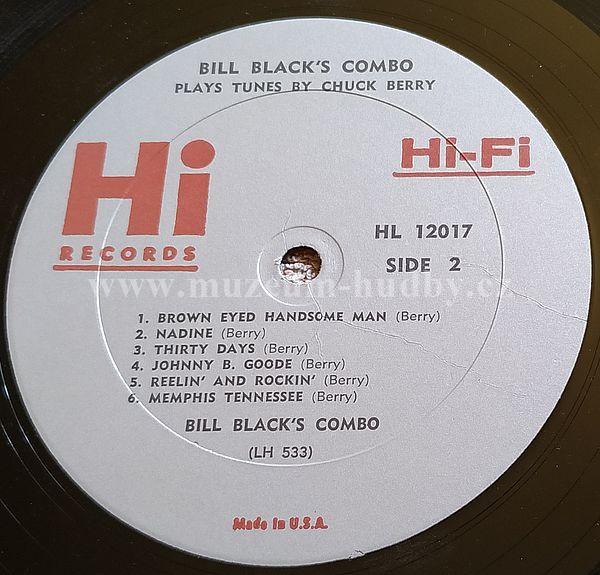 BILL BLACK'S COMBO
PLAYS TUNES BY CHUCK BERRY
Hi
RECORDS
Hi-Fi
HL 12017
SIDE 2
www.muzeum-hudby.cz
1. BROWN EYED HANDSOME MAN (Berry)
2. NADINE (Berry)
3. THIRTY DAYS (Berry)
4. JOHNNY B. GOODE (Berry)
5. REELIN' AND ROCKIN' (Berry)
6. MEMPHIS TENNESSEE (Berry)
BILL BLACK'S COMBO
(LH 533)
Made in U.S.A.